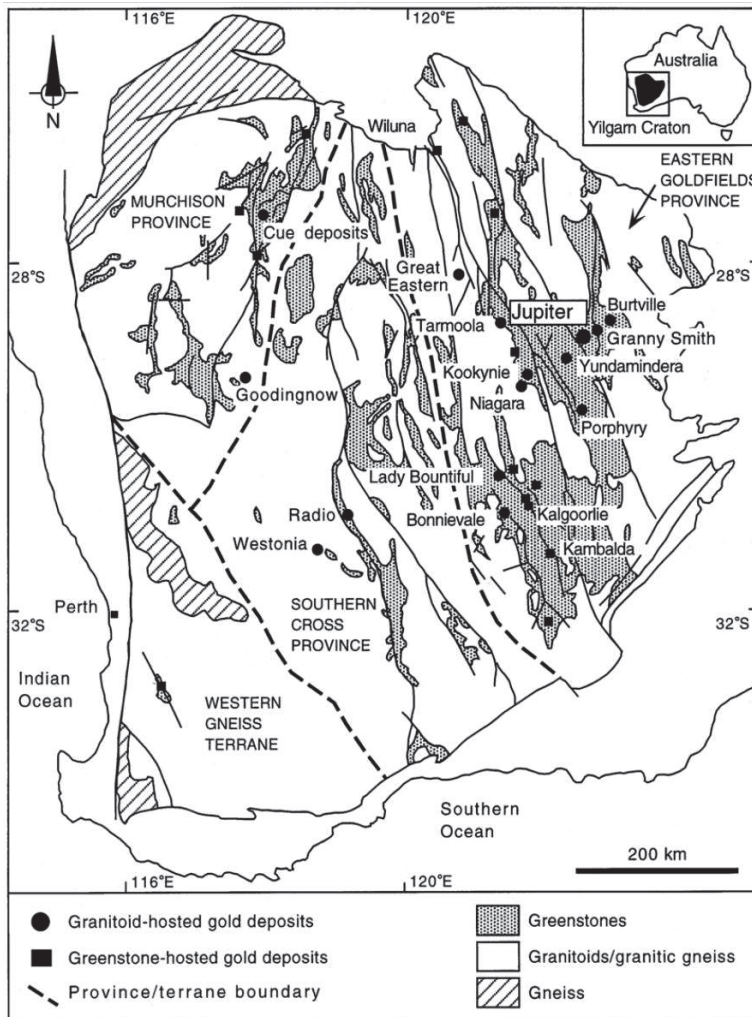 116°E
120°E
N
Australia
Yilgarn Craton
Wiluna
EASTERN
GOLDFIELDS
PROVINCE
MURCHISON
PROVINCE
Cue deposits
28°S
28°S
Great
Eastern
Jupiter
Burtville
Tarmoola
Granny Smith
Kookynie
Yundamindera
Niagara
Goodingnow
Porphyry
Lady Bountiful
Radio
Bonnievale
Kalgoorlie
Westonia
Kambalda
32°S
32°S
Perth
SOUTHERN
CROSS
PROVINCE
Indian
Ocean
WESTERN
GNEISS
TERRANE
Southern
Ocean
200 km
116°E
120°E
Granitoid-hosted gold deposits
Greenstone-hosted gold deposits
Province/terrane boundary
Greenstones
Granitoids/granitic gneiss
Gneiss